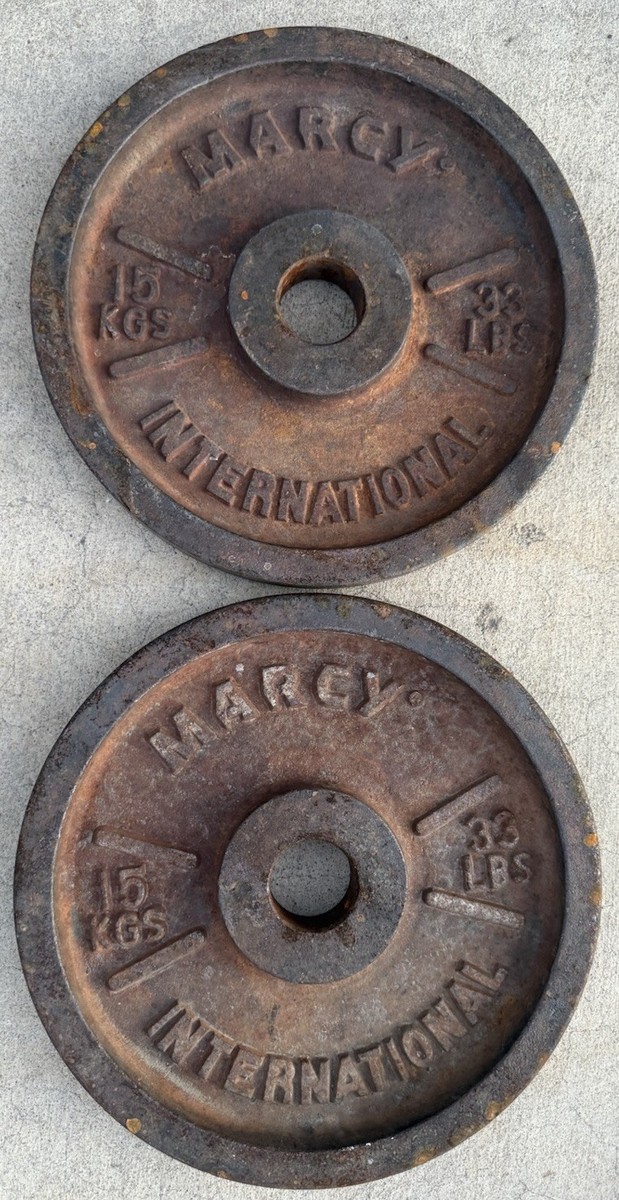 MARCY®
15
KGS
33
LBS
INTERNATIONAL
MARCY®
15
KGS
33
LBS
INTERNATIONAL